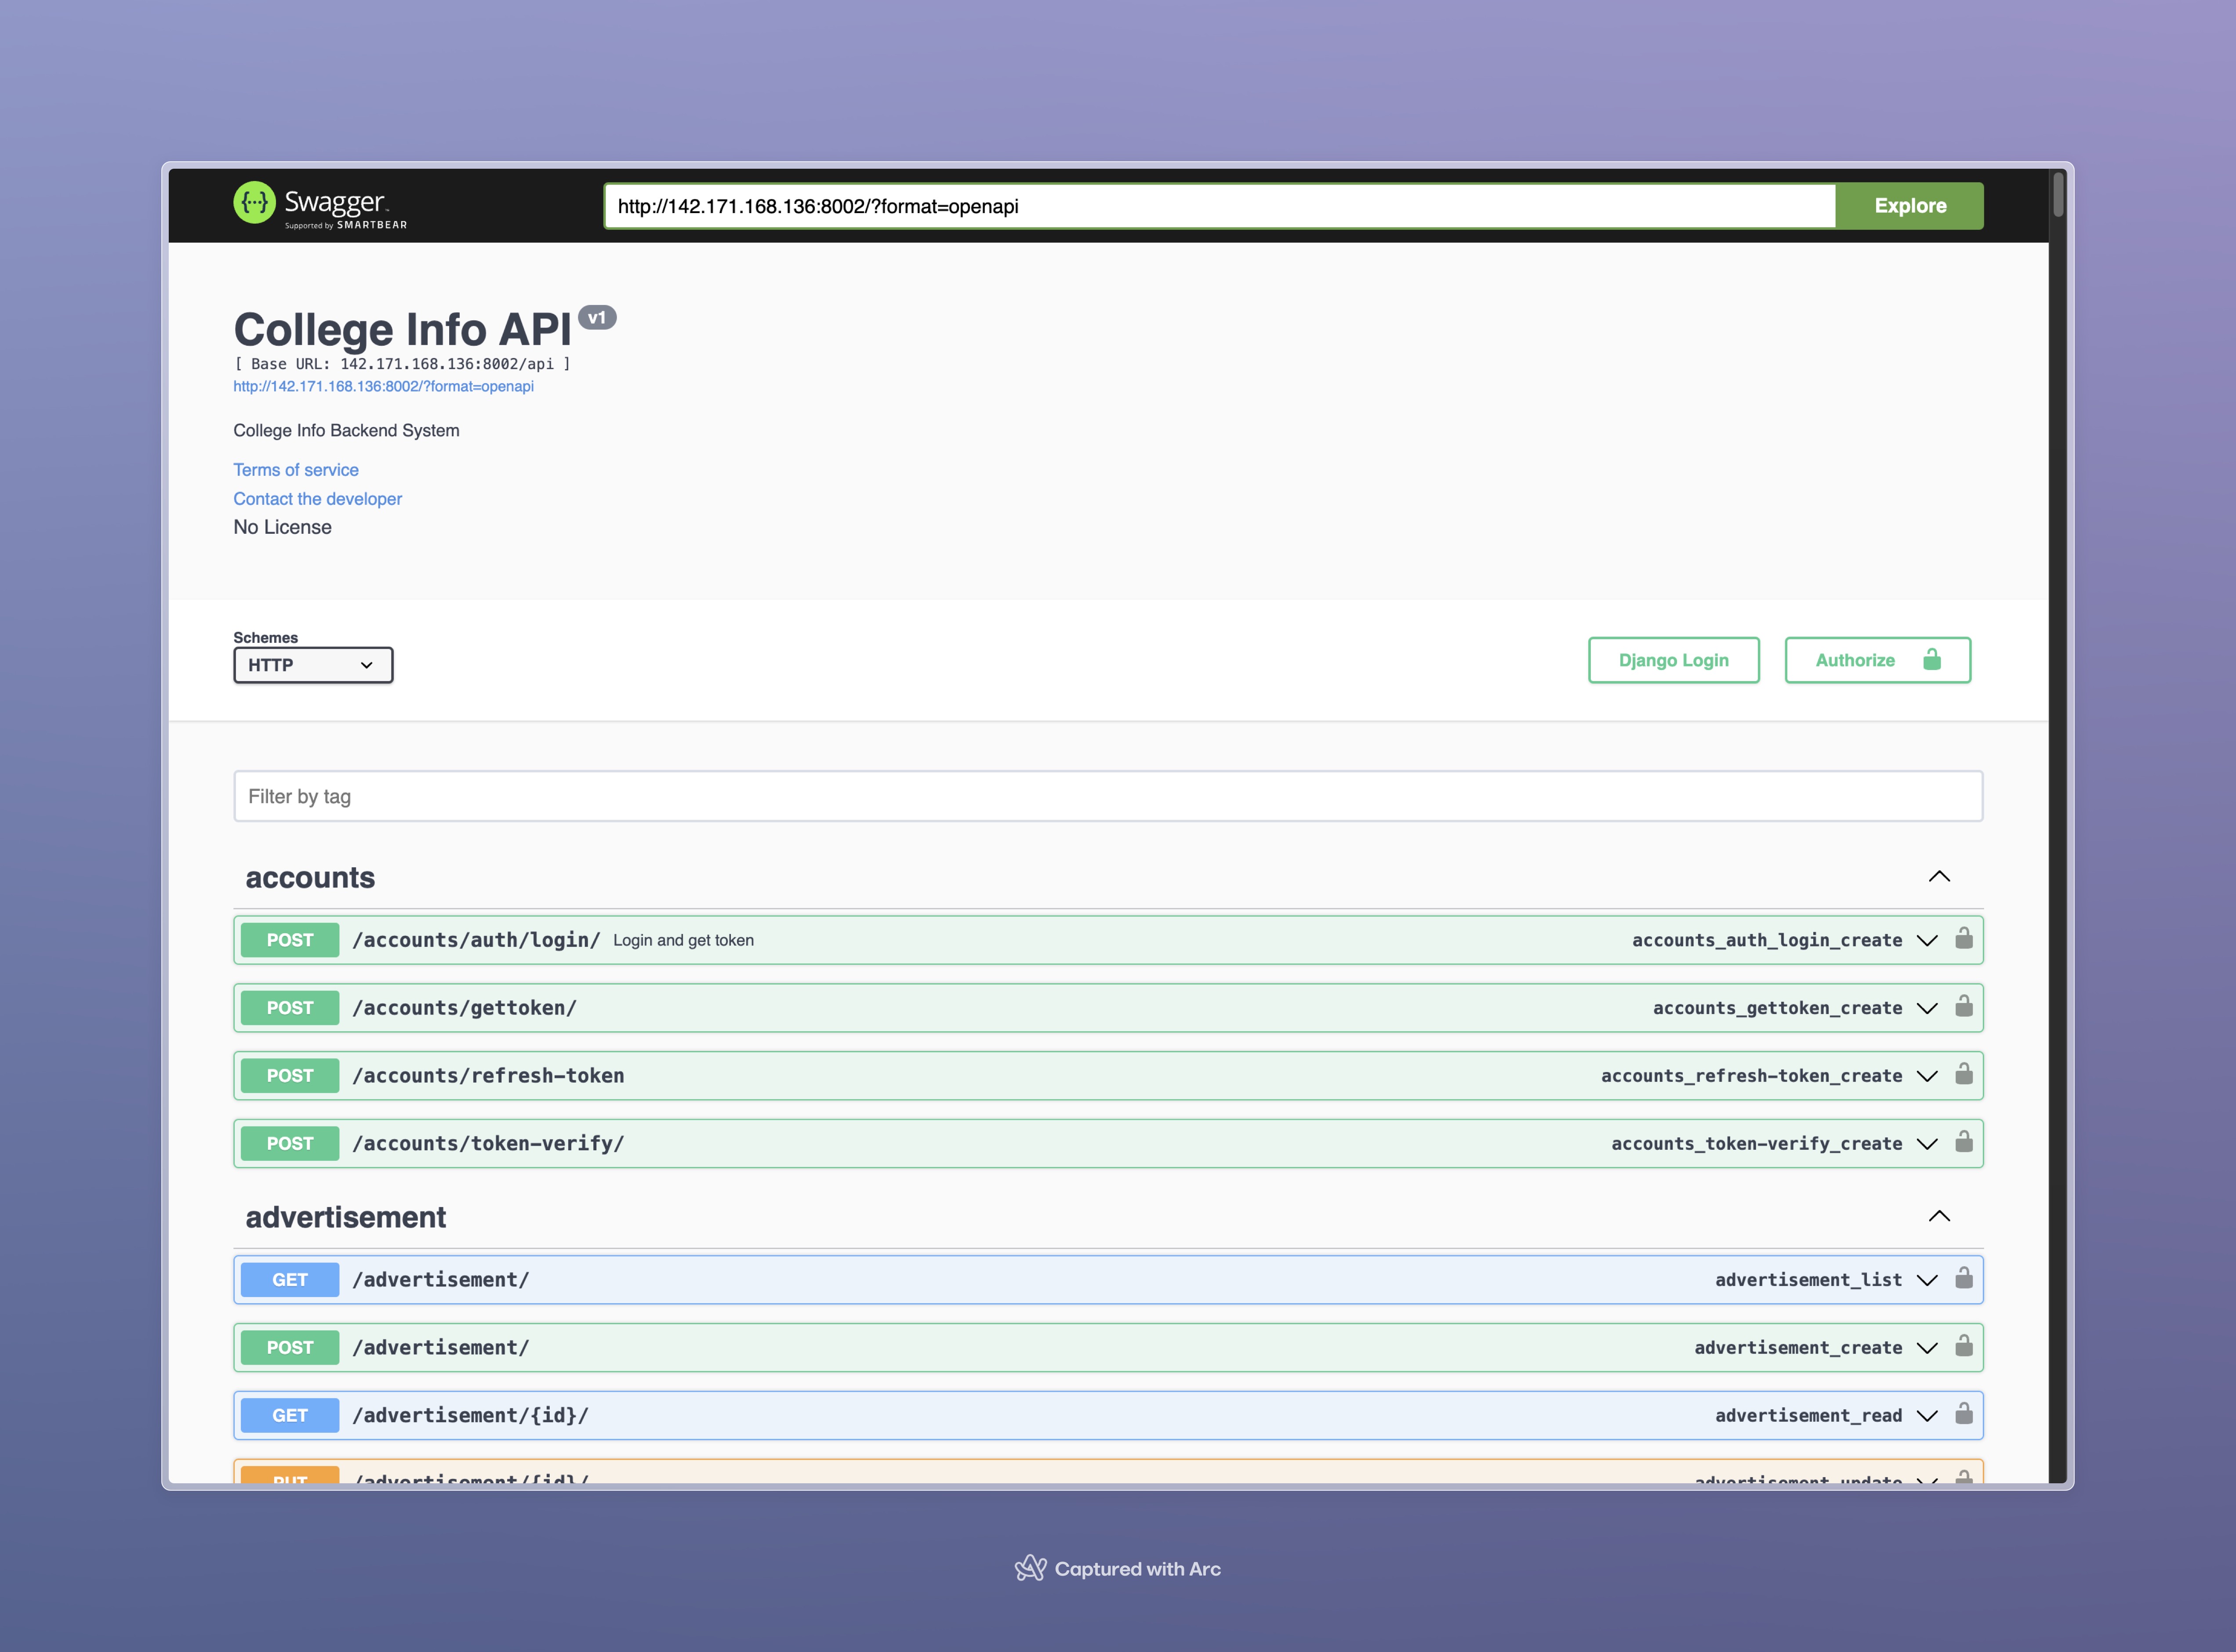 Swagger
Supported by SMARTBEAR
http://142.171.168.136:8002/?format=openapi
Explore
College Info API v1
[ Base URL: 142.171.168.136:8002/api ]
http://142.171.168.136:8002/?format=openapi
College Info Backend System
Terms of service
Contact the developer
No License
Schemes
HTTP
Django Login
Authorize
Filter by tag
accounts
POST /accounts/auth/login/ Login and get token accounts_auth_login_create
POST /accounts/gettoken/ accounts_gettoken_create
POST /accounts/refresh-token accounts_refresh-token_create
POST /accounts/token-verify/ accounts_token-verify_create
advertisement
GET /advertisement/ advertisement_list
POST /advertisement/ advertisement_create
GET /advertisement/{id}/ advertisement_read
PUT /advertisement/{id}/ advertisement_update
Captured with Arc